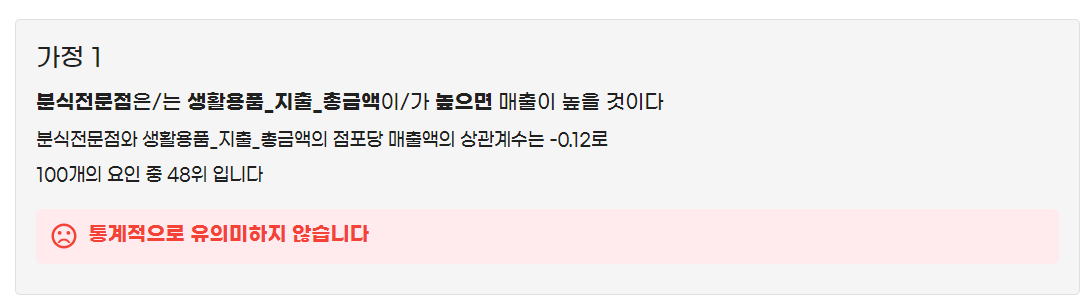 가정 1
분식전문점은/는 생활용품_지출_총금액이/가 높으면 매출이 높을 것이다
분식전문점와 생활용품_지출_총금액의 점포당 매출액의 상관계수는 -0.12로
100개의 요인 중 48위 입니다
통계적으로 유의미하지 않습니다